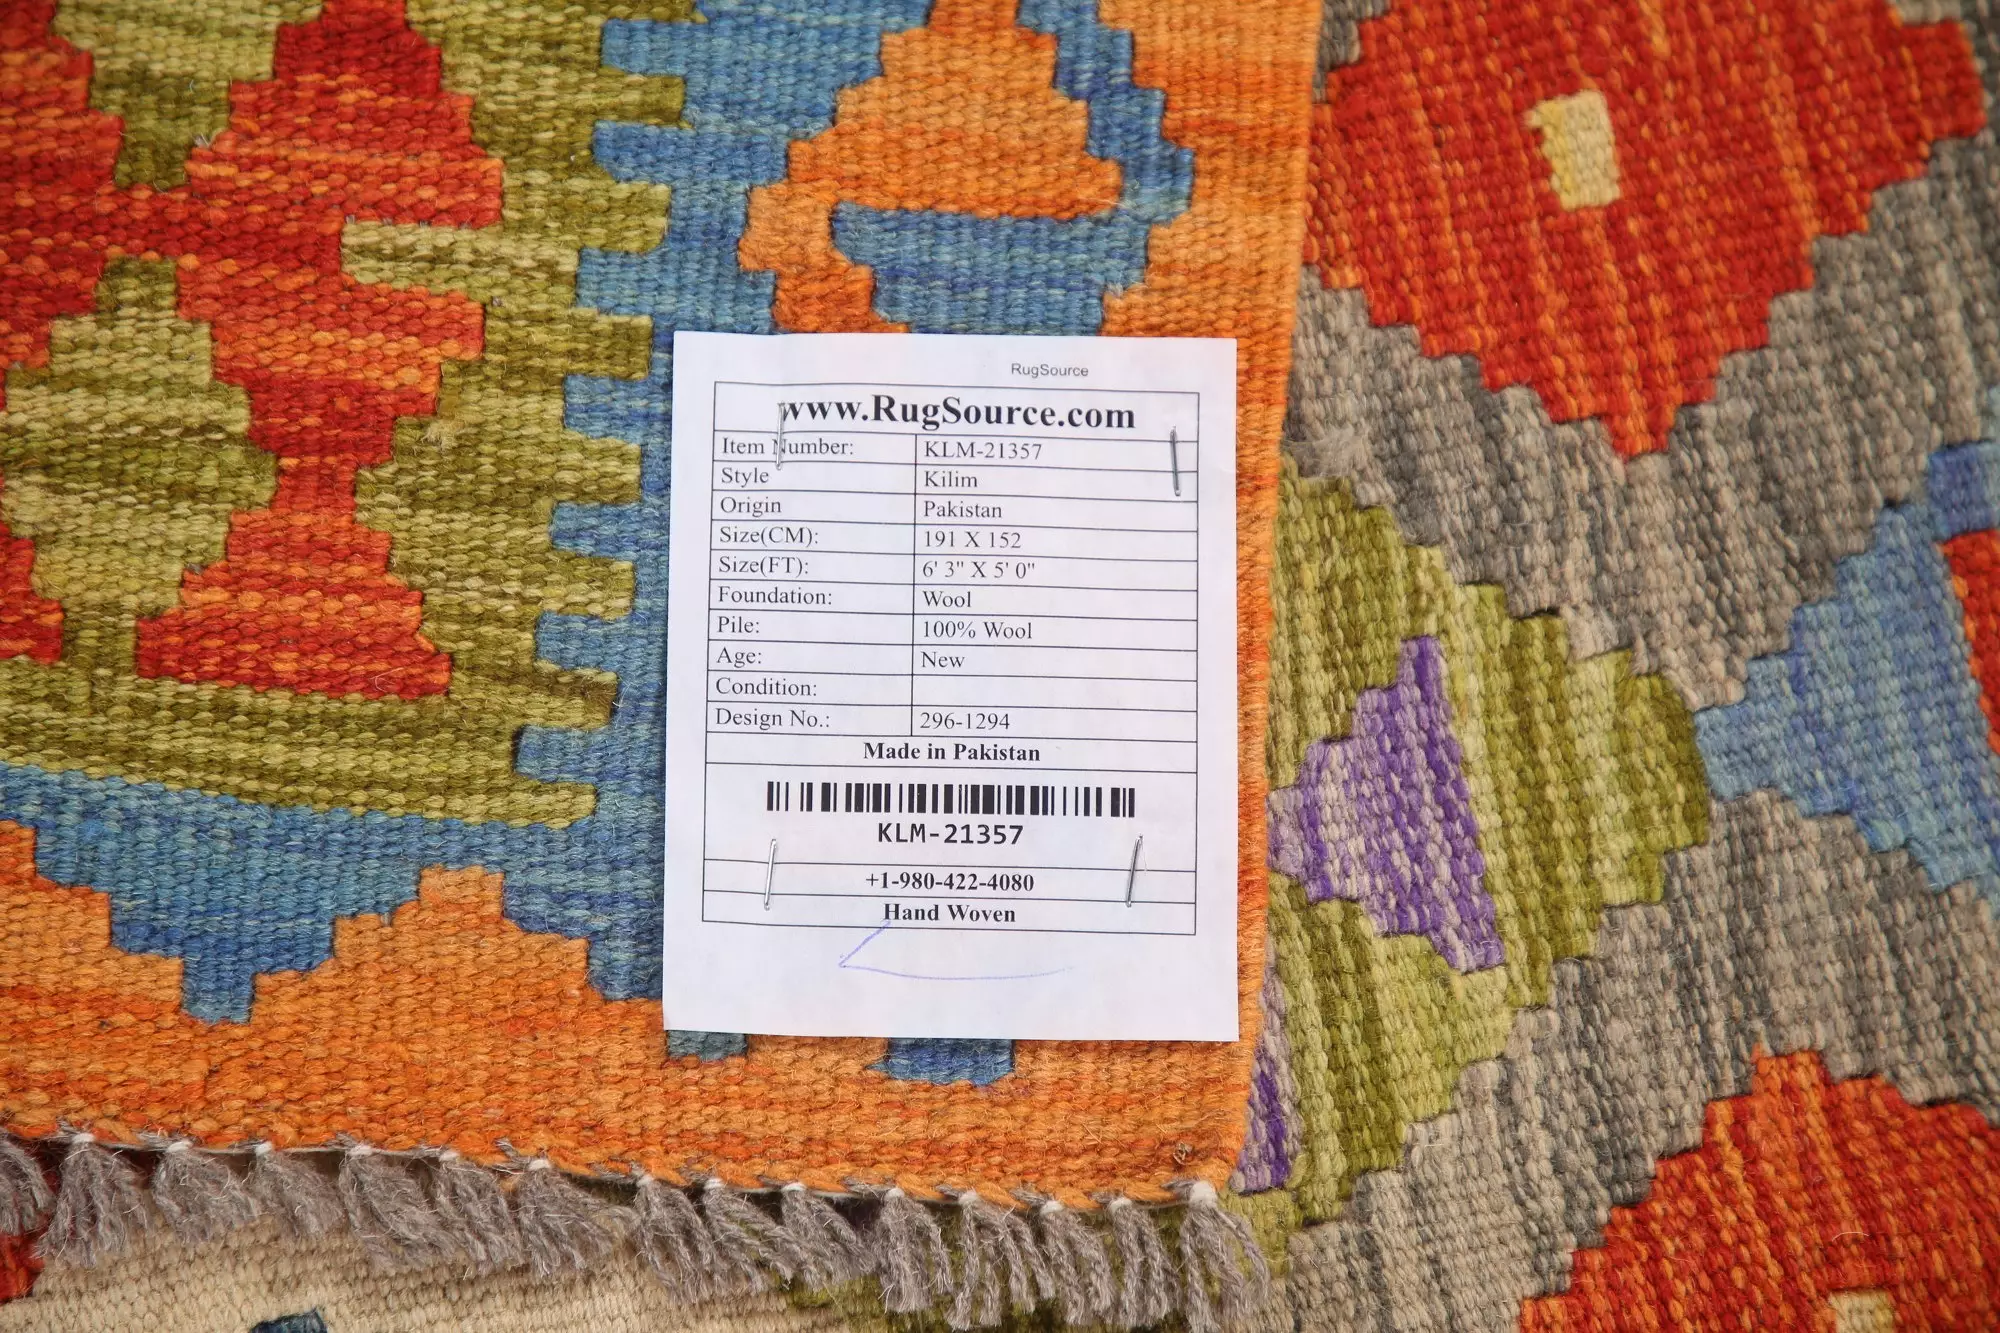 RugSource
www.RugSource.com
Item Number: KLM-21357
Style Kilim
Origin Pakistan
Size(CM): 191 X 152
Size(FT): 6' 3" X 5' 0"
Foundation: Wool
Pile: 100% Wool
Age: New
Condition:
Design No.: 296-1294
Made in Pakistan
KLM-21357
+1-980-422-4080
Hand Woven